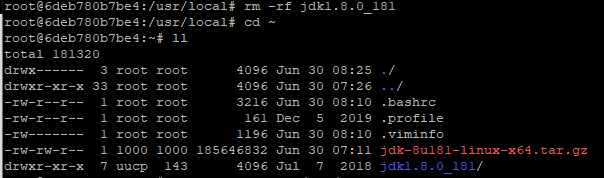 root@6deb780b7be4:/usr/local# rm -rf jdk1.8.0_181
root@6deb780b7be4:/usr/local# cd ~
root@6deb780b7be4:~# ll
total 181320
drwx------  3 root root      4096 Jun 30 08:25 ./
drwxr-xr-x 33 root root      4096 Jun 30 07:26 ../
-rw-r--r--  1 root root      3216 Jun 30 08:10 .bashrc
-rw-r--r--  1 root root       161 Dec  5  2019 .profile
-rw-------  1 root root      1196 Jun 30 08:10 .viminfo
-rw-rw-r--  1 1000 1000 185646832 Jun 30 07:11 jdk-8u181-linux-x64.tar.gz
drwxr-xr-x  7 uucp  143      4096 Jul  7  2018 jdk1.8.0_181/